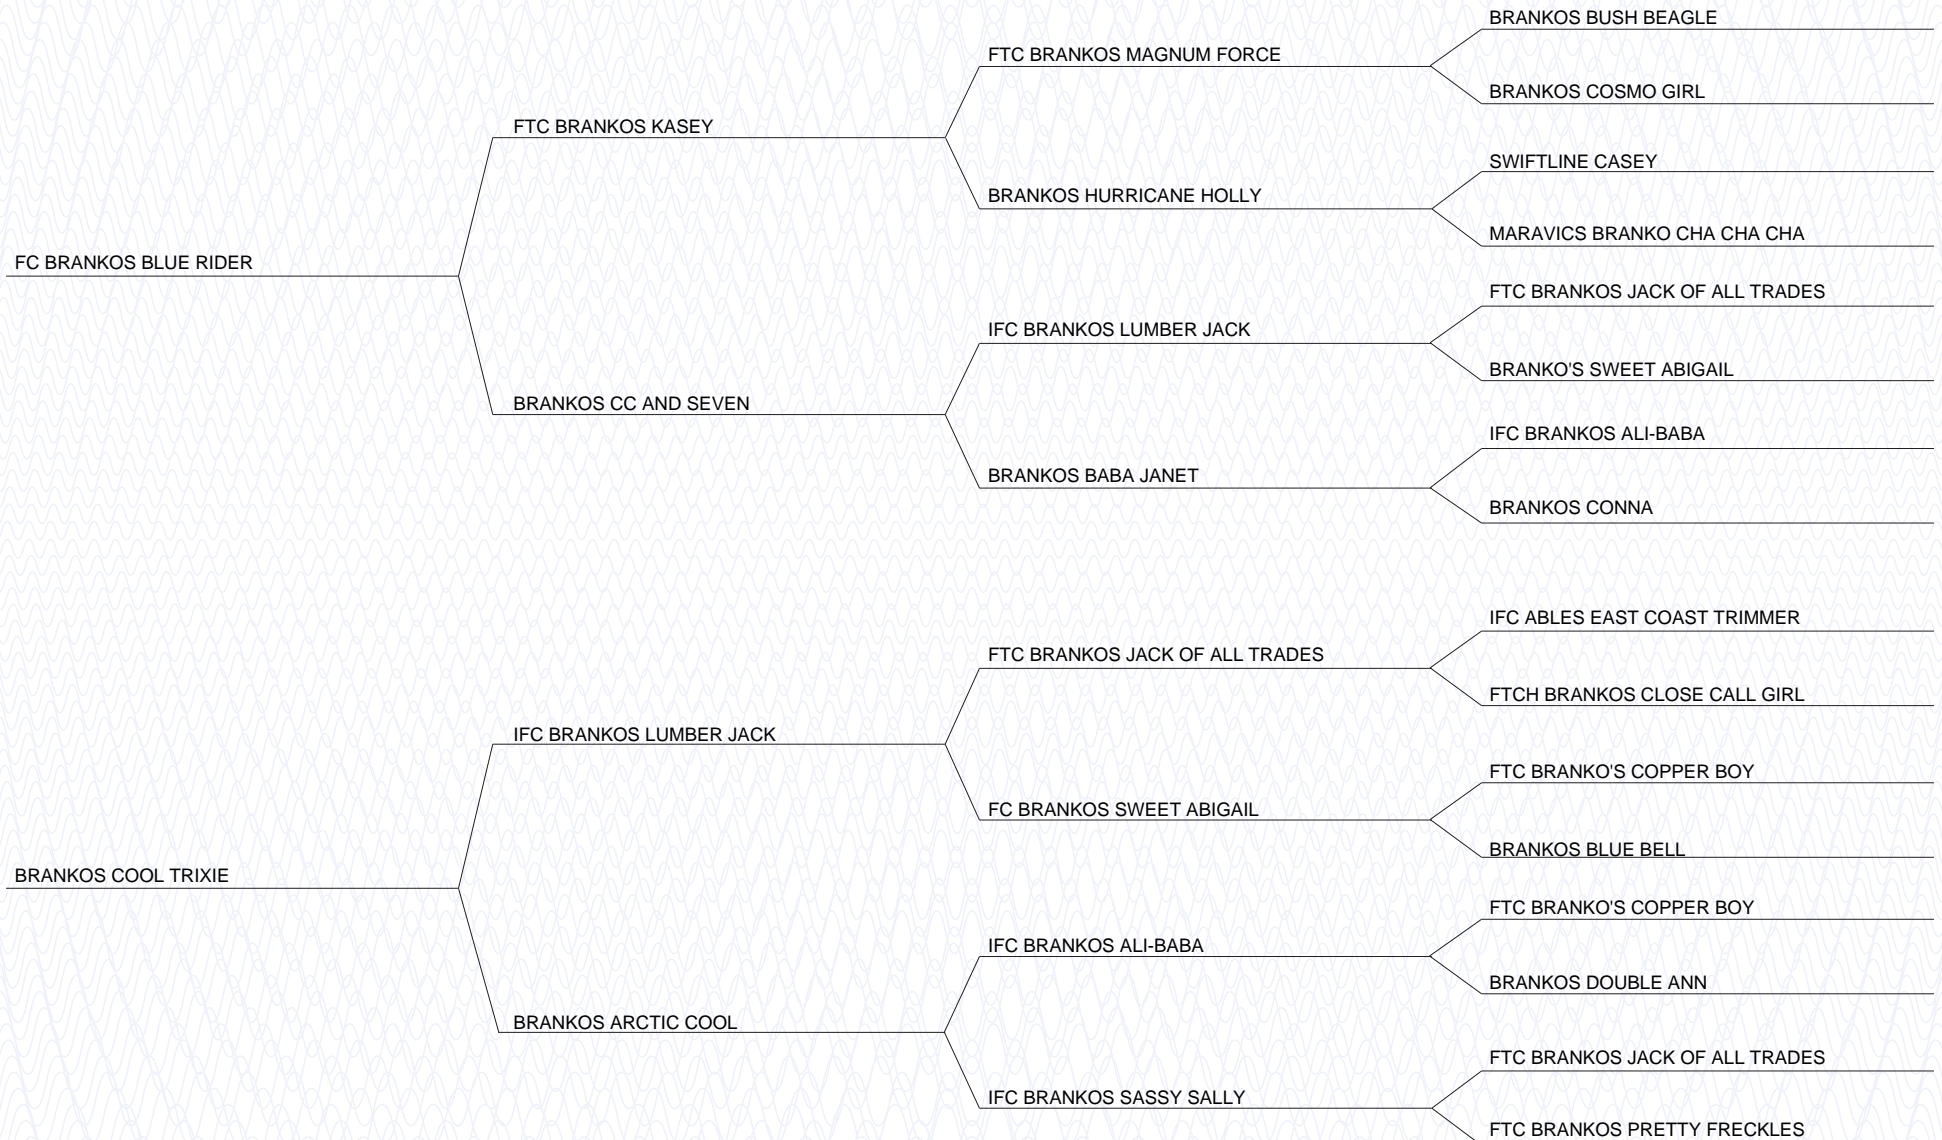 BRANKOS BUSH BEAGLE
FTC BRANKOS MAGNUM FORCE
BRANKOS COSMO GIRL
FTC BRANKOS KASEY
SWIFTLINE CASEY
BRANKOS HURRICANE HOLLY
MARAVICS BRANKO CHA CHA CHA
FC BRANKOS BLUE RIDER
FTC BRANKOS JACK OF ALL TRADES
IFC BRANKOS LUMBER JACK
BRANKO'S SWEET ABIGAIL
BRANKOS CC AND SEVEN
IFC BRANKOS ALI-BABA
BRANKOS BABA JANET
BRANKOS CONNA
IFC ABLES EAST COAST TRIMMER
FTC BRANKOS JACK OF ALL TRADES
FTCH BRANKOS CLOSE CALL GIRL
IFC BRANKOS LUMBER JACK
FTC BRANKO'S COPPER BOY
FC BRANKOS SWEET ABIGAIL
BRANKOS BLUE BELL
BRANKOS COOL TRIXIE
FTC BRANKO'S COPPER BOY
IFC BRANKOS ALI-BABA
BRANKOS DOUBLE ANN
BRANKOS ARCTIC COOL
FTC BRANKOS JACK OF ALL TRADES
IFC BRANKOS SASSY SALLY
FTC BRANKOS PRETTY FRECKLES